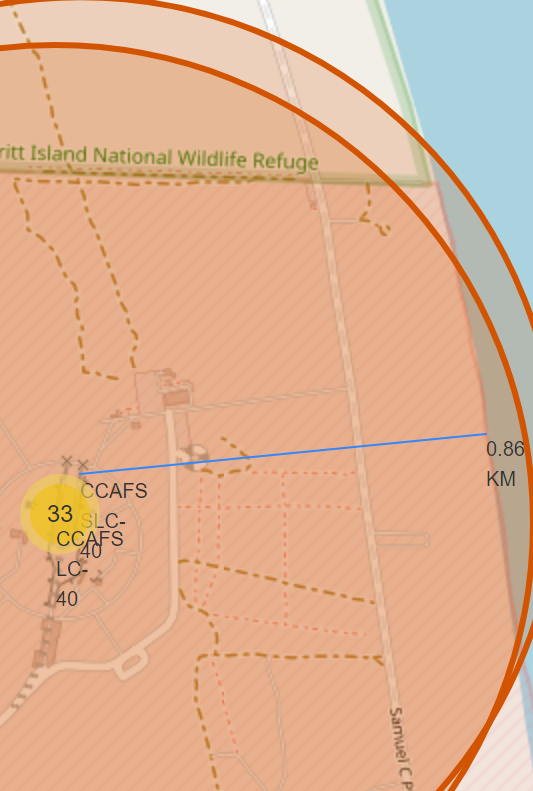 ritt Island National Wildlife Refuge
0.86
KM
CCAFS
SLC-
40
33
CCAFS
LC-
40
Samuel C P